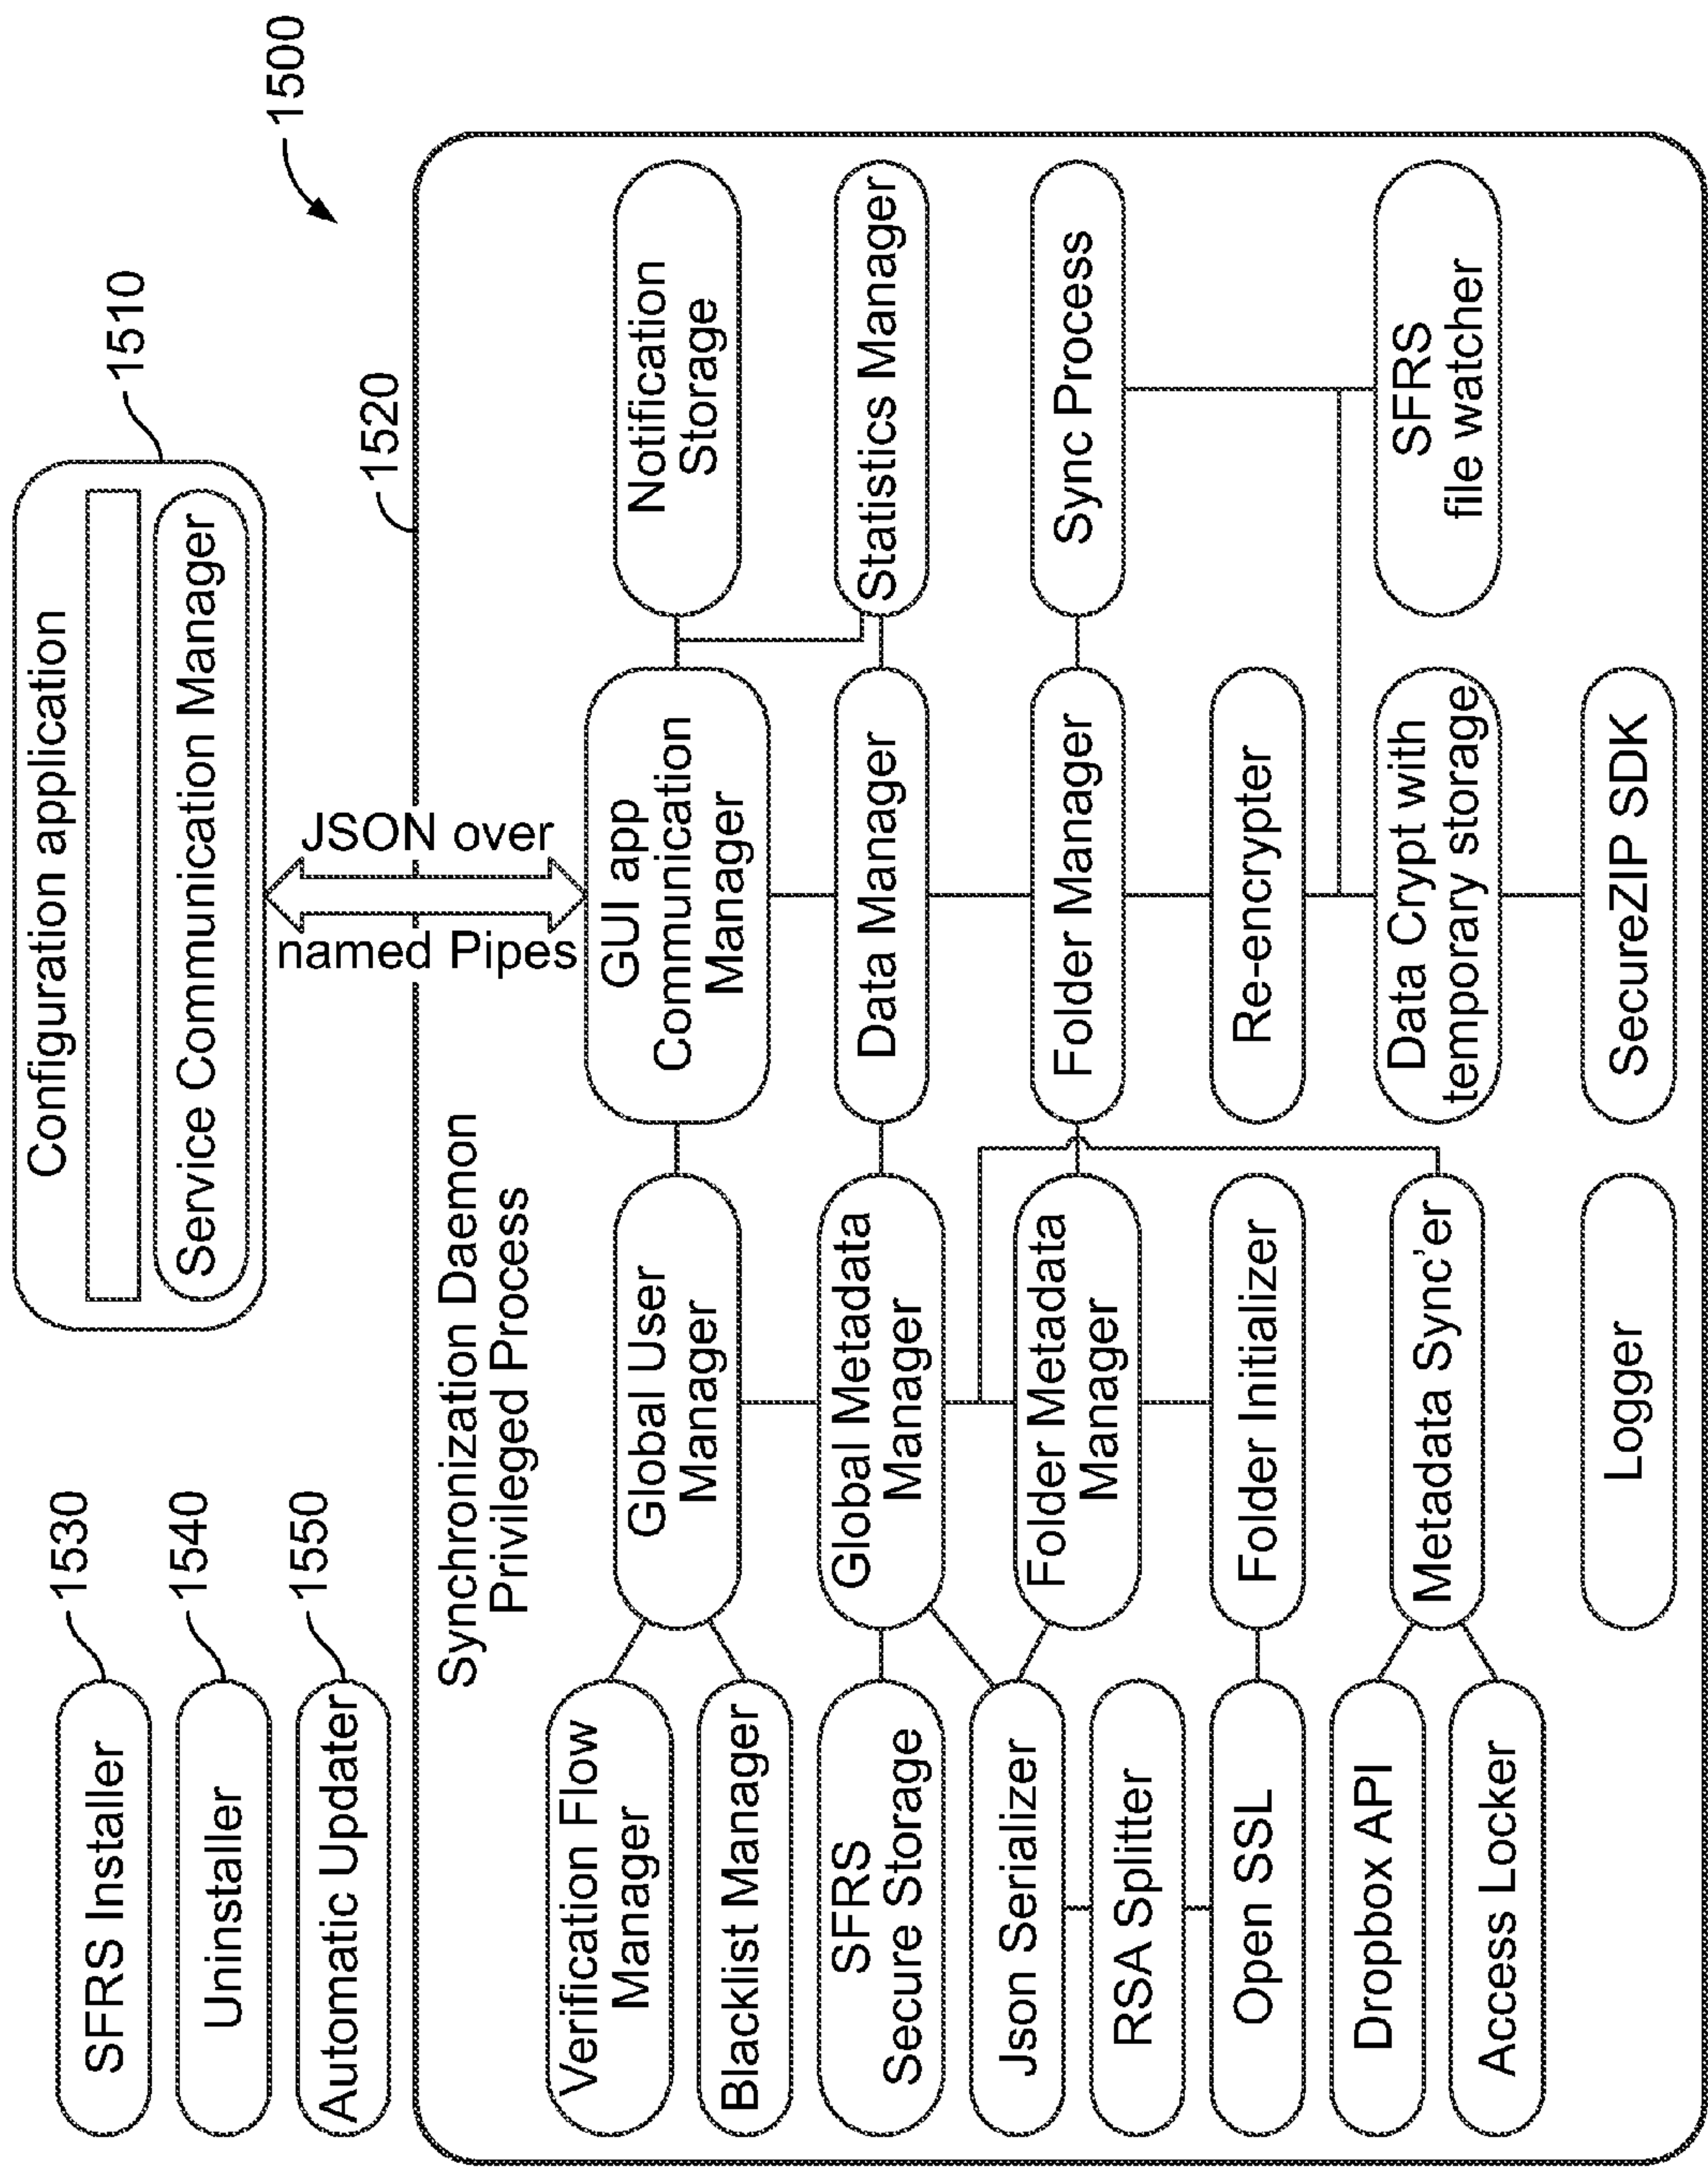 1500
SFRS Installer
1530
Uninstaller
1540
Automatic Updater
1550
Configuration application
1510
Service Communication Manager
JSON over
named Pipes
1520
Synchronization Daemon
Privileged Process
Verification Flow
Manager
Blacklist Manager
SFRS
Secure Storage
Json Serializer
RSA Splitter
Open SSL
Dropbox API
Access Locker
Global User
Manager
Global Metadata
Manager
Folder Metadata
Manager
Folder Initializer
Metadata Sync’er
Logger
GUI app
Communication
Manager
Data Manager
Folder Manager
Re-encrypter
Data Crypt with
temporary storage
SecureZIP SDK
Notification
Storage
Statistics Manager
Sync Process
SFRS
file watcher